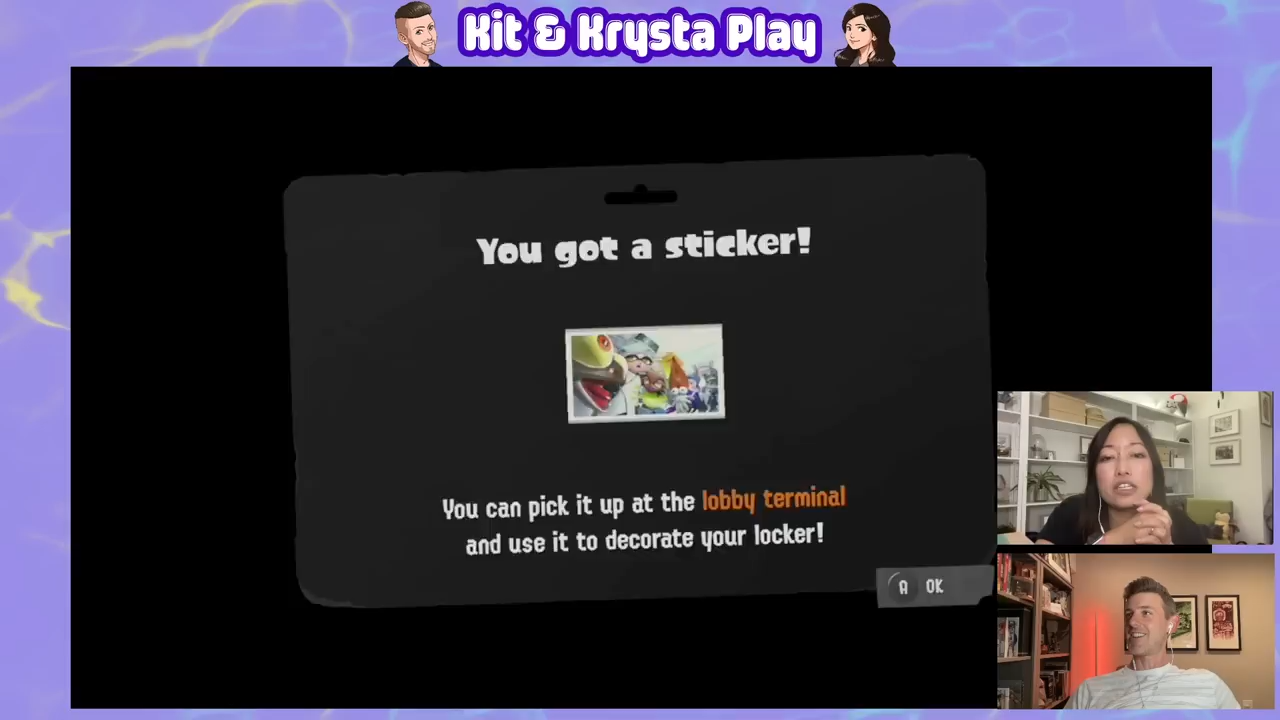 Kit & Krysta Play
You got a sticker!
You can pick it up at the lobby terminal
and use it to decorate your locker!
A OK